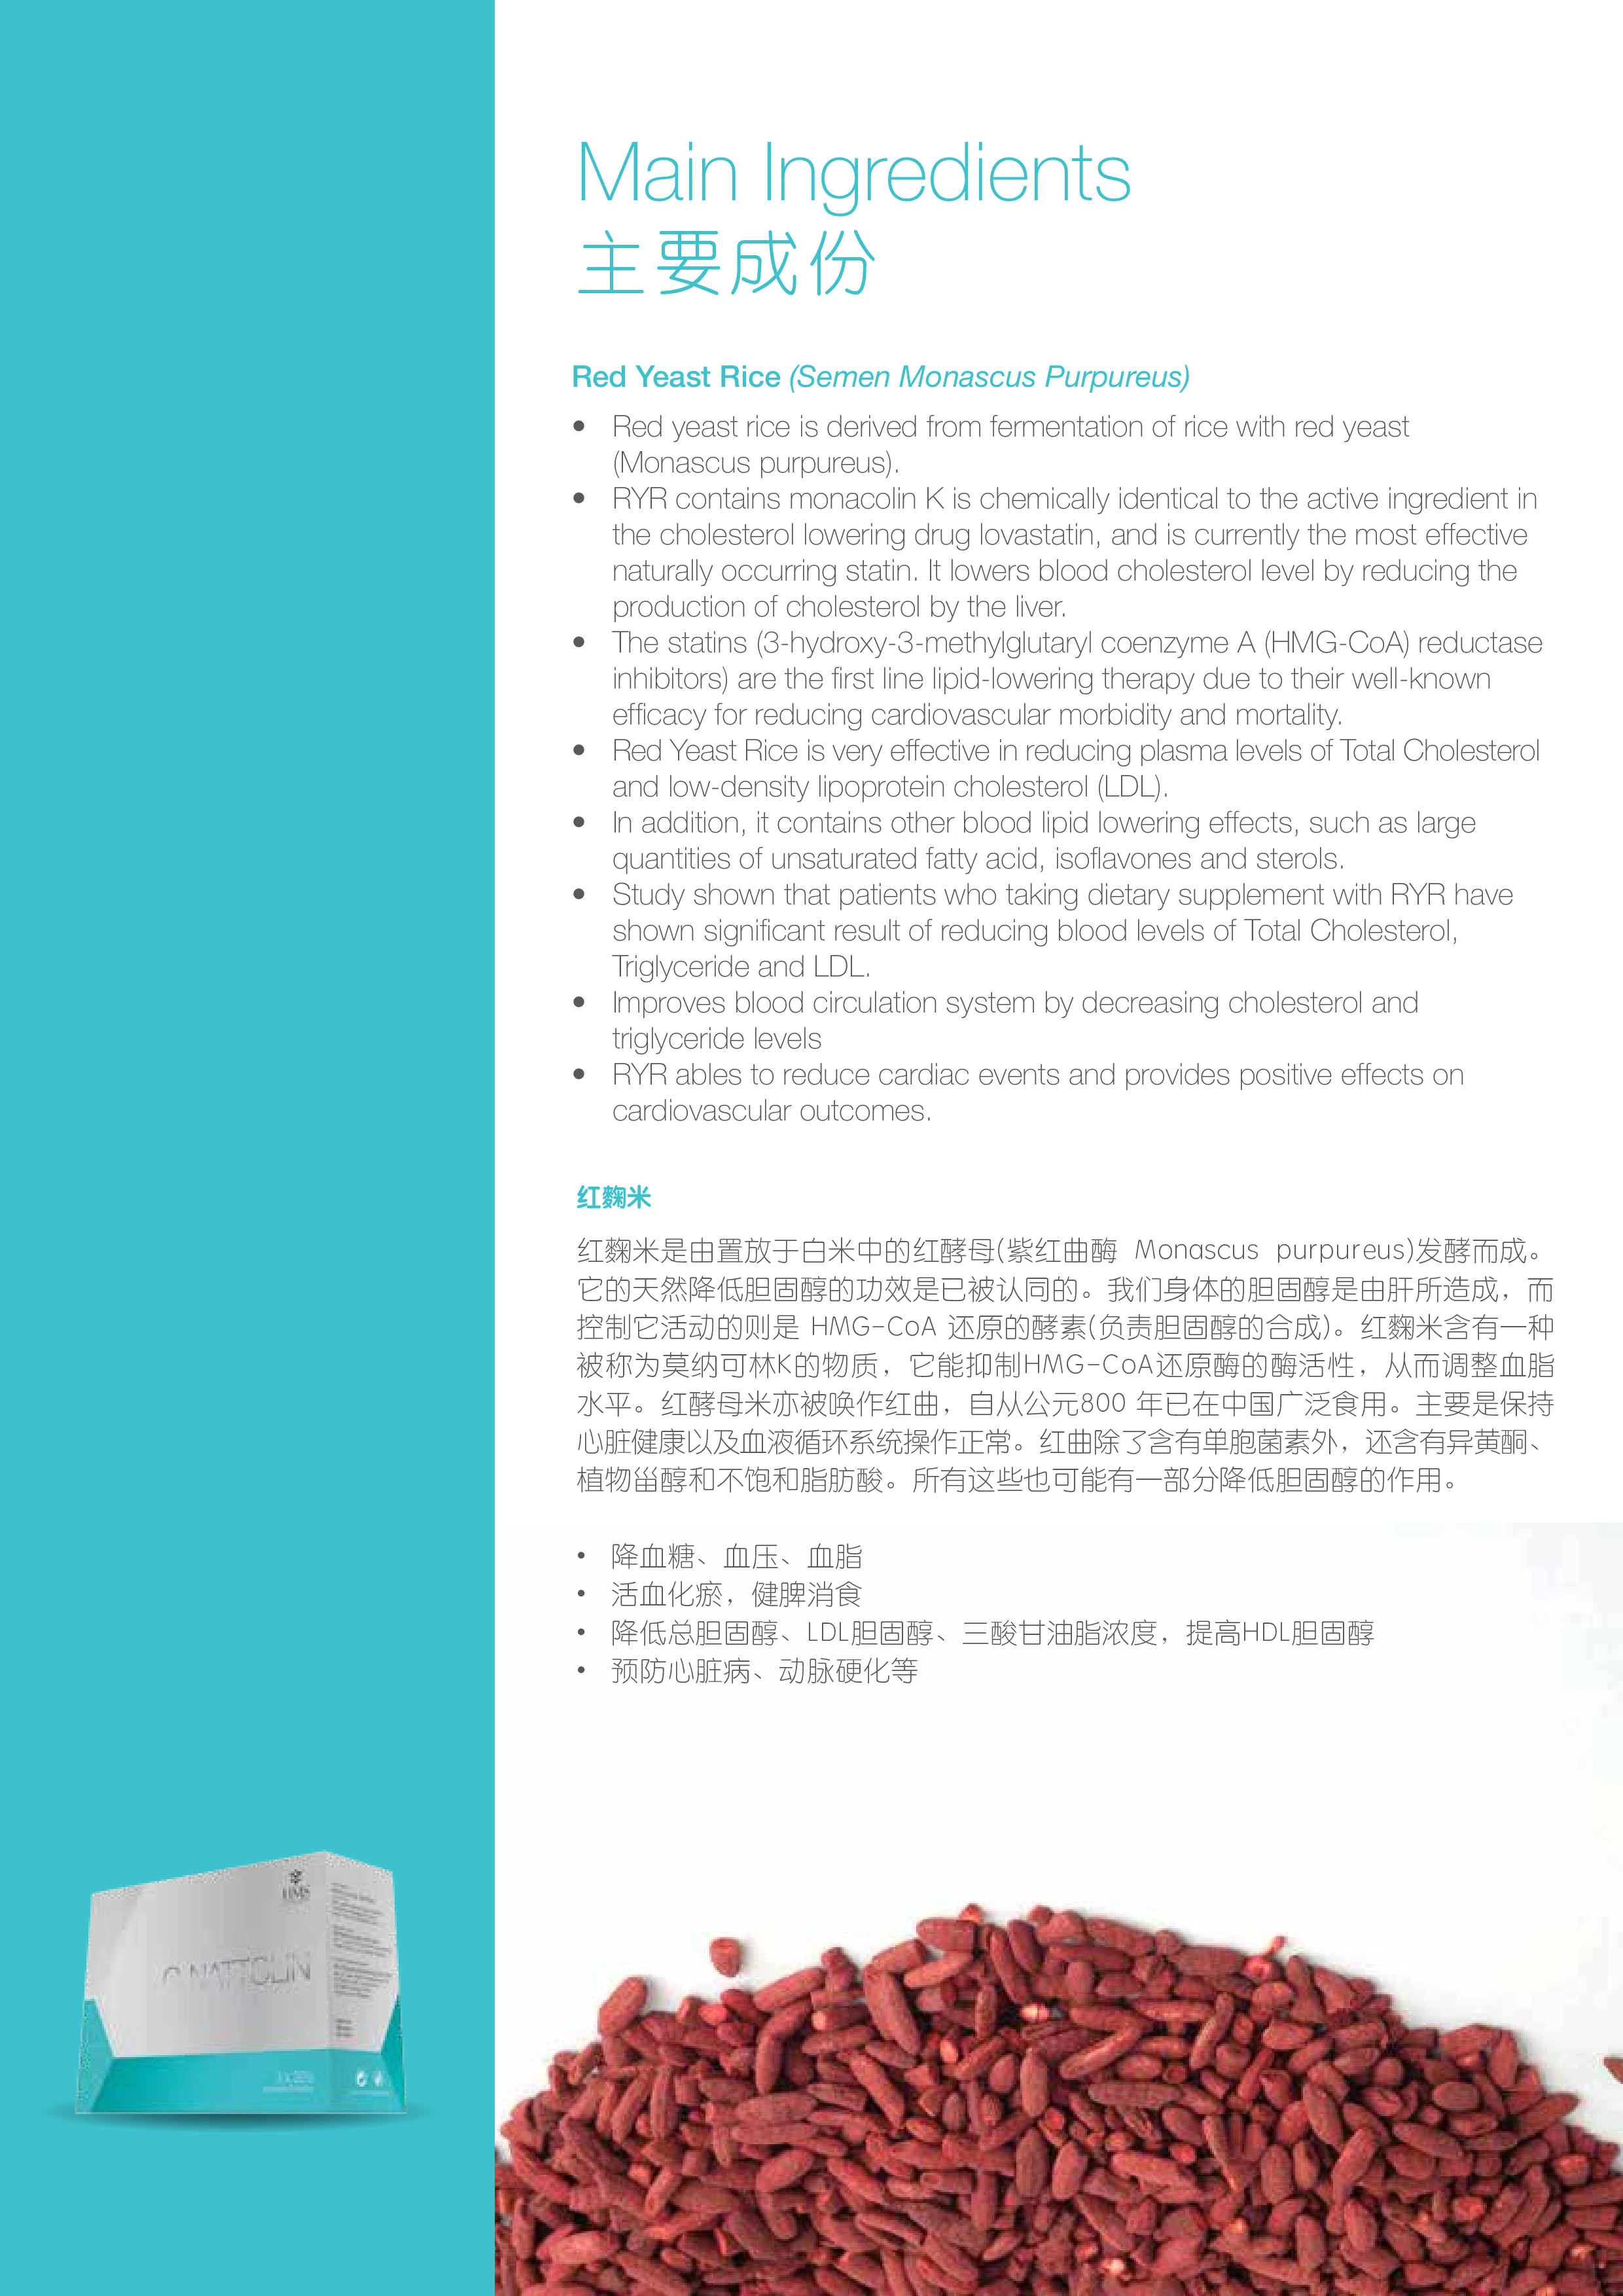 Main Ingredients
主要成份
Red Yeast Rice (Semen Monascus Purpureus)
• Red yeast rice is derived from fermentation of rice with red yeast
(Monascus purpureus).
• RYR contains monacolin K is chemically identical to the active ingredient in
the cholesterol lowering drug lovastatin, and is currently the most effective
naturally occurring statin. It lowers blood cholesterol level by reducing the
production of cholesterol by the liver.
• The statins (3-hydroxy-3-methylglutaryl coenzyme A (HMG-CoA) reductase
inhibitors) are the first line lipid-lowering therapy due to their well-known
efficacy for reducing cardiovascular morbidity and mortality.
• Red Yeast Rice is very effective in reducing plasma levels of Total Cholesterol
and low-density lipoprotein cholesterol (LDL).
• In addition, it contains other blood lipid lowering effects, such as large
quantities of unsaturated fatty acid, isoflavones and sterols.
• Study shown that patients who taking dietary supplement with RYR have
shown significant result of reducing blood levels of Total Cholesterol,
Triglyceride and LDL.
• Improves blood circulation system by decreasing cholesterol and
triglyceride levels
• RYR ables to reduce cardiac events and provides positive effects on
cardiovascular outcomes.
红麴米
红麴米是由置放于白米中的红酵母(紫红曲酶 Monascus purpureus)发酵而成。
它的天然降低胆固醇的功效是已被认同的。我们身体的胆固醇是由肝所造成，而
控制它活动的则是 HMG-CoA 还原的酵素(负责胆固醇的合成)。红麴米含有一种
被称为莫纳可林K的物质，它能抑制HMG-CoA还原酶的酶活性，从而调整血脂
水平。红酵母米亦被唤作红曲，自从公元800 年已在中国广泛食用。主要是保持
心脏健康以及血液循环系统操作正常。红曲除了含有单胞菌素外，还含有异黄酮、
植物甾醇和不饱和脂肪酸。所有这些也可能有一部分降低胆固醇的作用。
• 降血糖、血压、血脂
• 活血化瘀，健脾消食
• 降低总胆固醇、LDL胆固醇、三酸甘油脂浓度，提高HDL胆固醇
• 预防心脏病、动脉硬化等
HMS
NATTOLIN